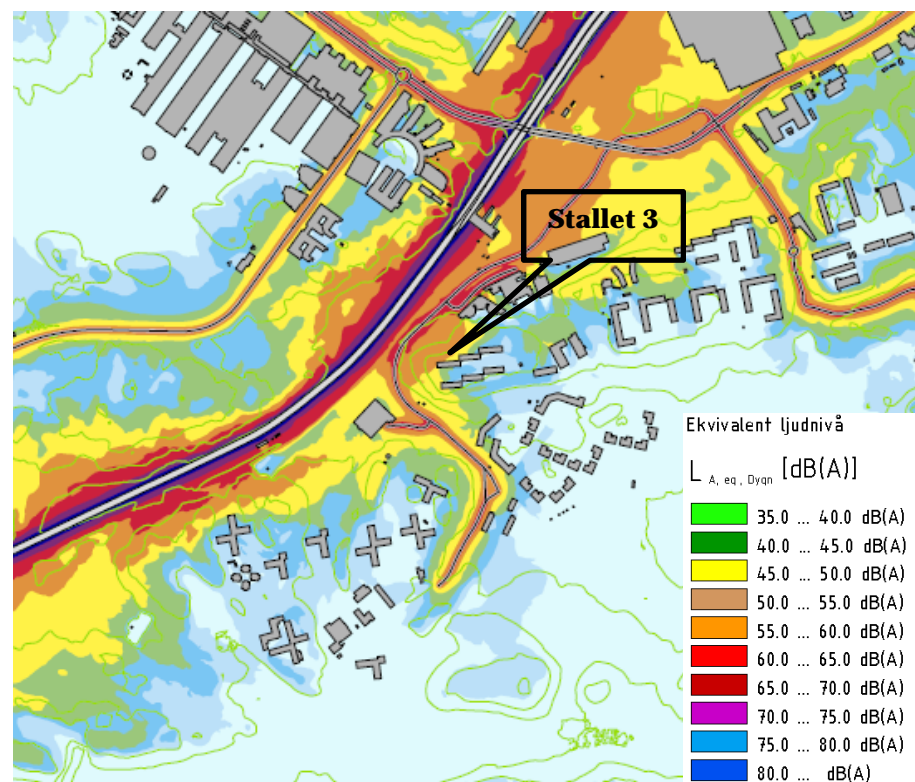 Stallet 3
Ekvivalent ljudnivå
L A, eq, Dygn [dB(A)]
35.0 ... 40.0 dB(A)
40.0 ... 45.0 dB(A)
45.0 ... 50.0 dB(A)
50.0 ... 55.0 dB(A)
55.0 ... 60.0 dB(A)
60.0 ... 65.0 dB(A)
65.0 ... 70.0 dB(A)
70.0 ... 75.0 dB(A)
75.0 ... 80.0 dB(A)
80.0 ... dB(A)